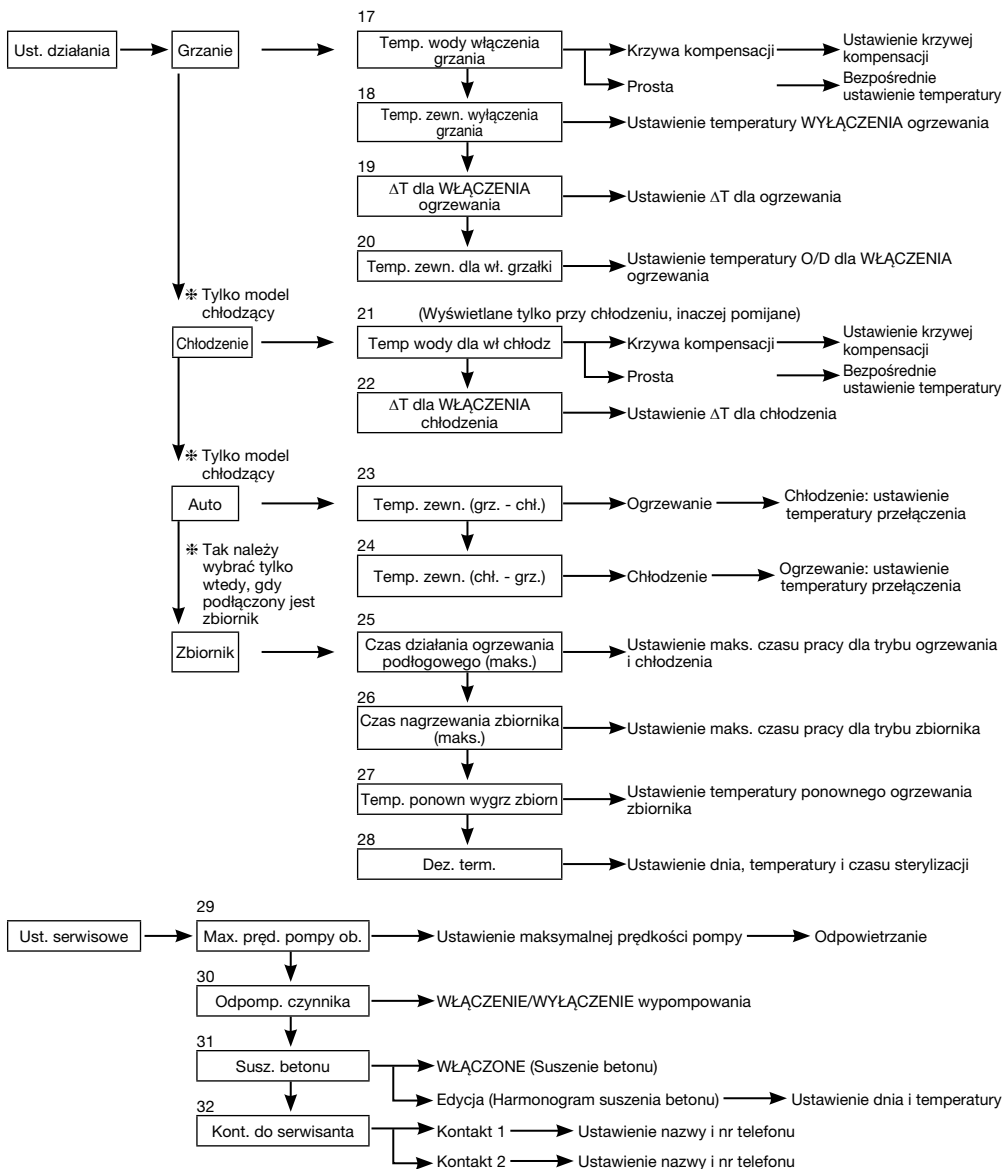 17
Ust. działania
Grzanie
Temp. wody włączenia
grzania
Krzywa kompensacji
Ustawienie krzywej
kompensacji
Prosta
Bezpośrednie
ustawienie temperatury
18
Temp. zewn. wyłączenia
grzania
Ustawienie temperatury WYŁĄCZENIA ogrzewania
19
ΔT dla WŁĄCZENIA
ogrzewania
Ustawienie ΔT dla ogrzewania
20
Temp. zewn. dla wł. grzałki
Ustawienie temperatury O/D dla WŁĄCZENIA
ogrzewania
❉ Tylko model
chłodzący
21
(Wyświetlane tylko przy chłodzeniu, inaczej pomijane)
Chłodzenie
Temp wody dla wł chłodz
Krzywa kompensacji
Ustawienie krzywej
kompensacji
Prosta
Bezpośrednie
ustawienie temperatury
22
ΔT dla WŁĄCZENIA
chłodzenia
Ustawienie ΔT dla chłodzenia
❉ Tylko model
chłodzący
23
Auto
Temp. zewn. (grz. - chł.)
Ogrzewanie
Chłodzenie: ustawienie
temperatury przełączenia
❉ Tak należy
wybrać tylko
wtedy, gdy
podłączony jest
zbiornik
24
Temp. zewn. (chł. - grz.)
Chłodzenie
Ogrzewanie: ustawienie
temperatury przełączenia
25
Zbiornik
Czas działania ogrzewania
podłogowego (maks.)
Ustawienie maks. czasu pracy dla trybu ogrzewania
i chłodzenia
26
Czas nagrzewania zbiornika
(maks.)
Ustawienie maks. czasu pracy dla trybu zbiornika
27
Temp. ponown wygrz zbiorn
Ustawienie temperatury ponownego ogrzewania
zbiornika
28
Dez. term.
Ustawienie dnia, temperatury i czasu sterylizacji
29
Ust. serwisowe
Max. pręd. pompy ob.
Ustawienie maksymalnej prędkości pompy
Odpowietrzanie
30
Odpomp. czynnika
WŁĄCZENIE/WYŁĄCZENIE wypompowania
31
Susz. betonu
WŁĄCZONE (Suszenie betonu)
Edycja (Harmonogram suszenia betonu)
Ustawienie dnia i temperatury
32
Kont. do serwisanta
Kontakt 1
Ustawienie nazwy i nr telefonu
Kontakt 2
Ustawienie nazwy i nr telefonu